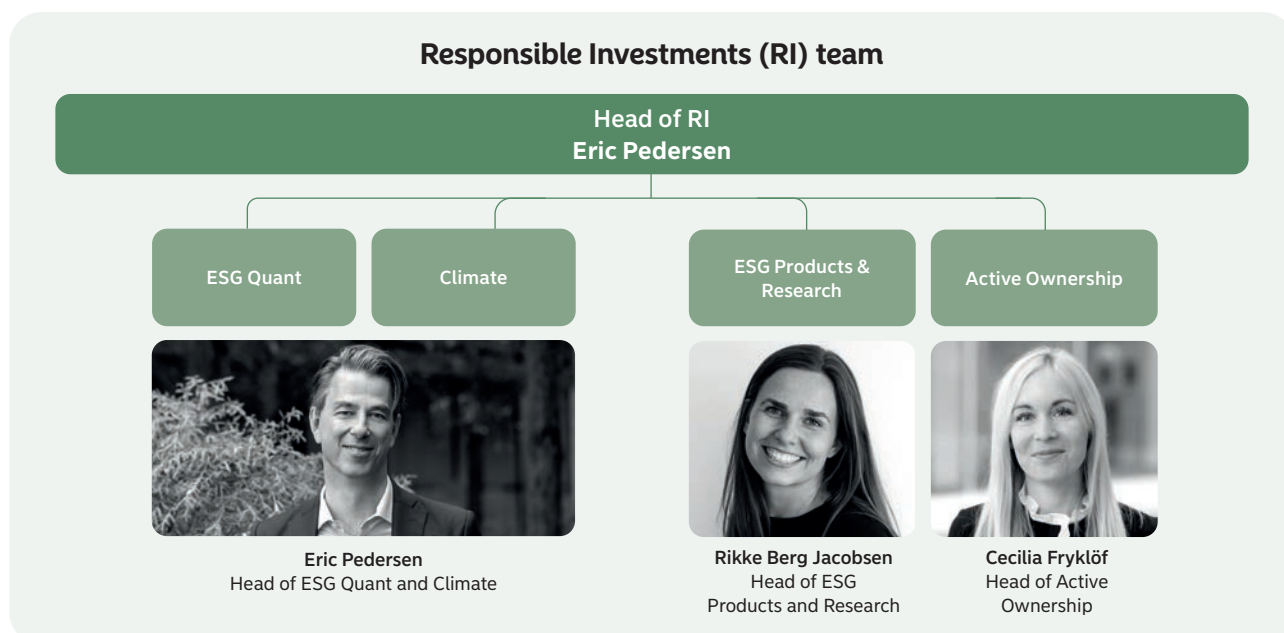 Responsible Investments (RI) team
Head of RI
Eric Pedersen
ESG Quant
Climate
ESG Products &
Research
Active Ownership
Eric Pedersen
Head of ESG Quant and Climate
Rikke Berg Jacobsen
Head of ESG
Products and Research
Cecilia Fryklöf
Head of Active
Ownership